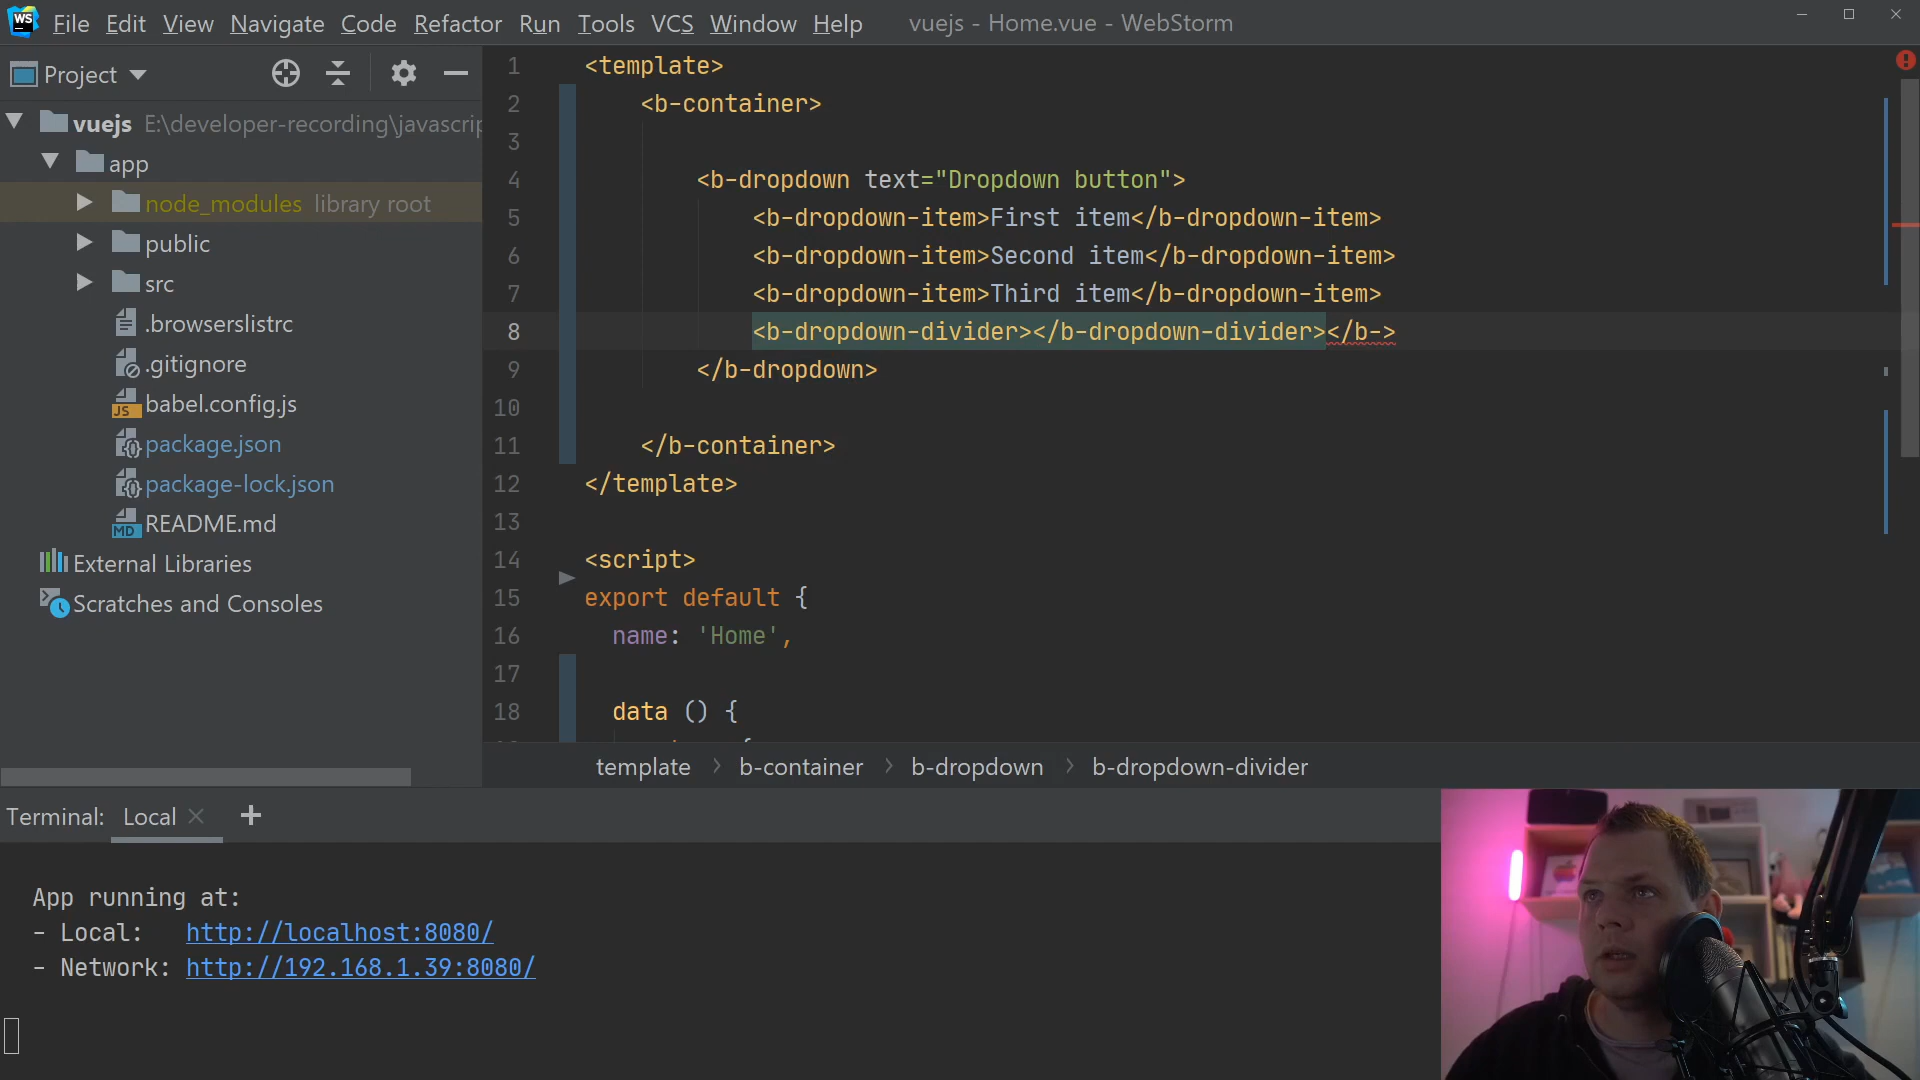 WS File Edit View Navigate Code Refactor Run Tools VCS Window Help vuejs - Home.vue - WebStorm
Project
vuejs E:\developer-recording\javascrip
app
node_modules library root
public
src
.browserslistrc
.gitignore
JS babel.config.js
package.json
package-lock.json
MD README.md
External Libraries
Scratches and Consoles
1 <template>
2 <b-container>
3
4 <b-dropdown text="Dropdown button">
5 <b-dropdown-item>First item</b-dropdown-item>
6 <b-dropdown-item>Second item</b-dropdown-item>
7 <b-dropdown-item>Third item</b-dropdown-item>
8 <b-dropdown-divider></b-dropdown-divider></b->
9 </b-dropdown>
10
11 </b-container>
12 </template>
13
14 <script>
15 export default {
16 name: 'Home',
17
18 data () {
template > b-container > b-dropdown > b-dropdown-divider
Terminal: Local × +
App running at:
- Local: http://localhost:8080/
- Network: http://192.168.1.39:8080/